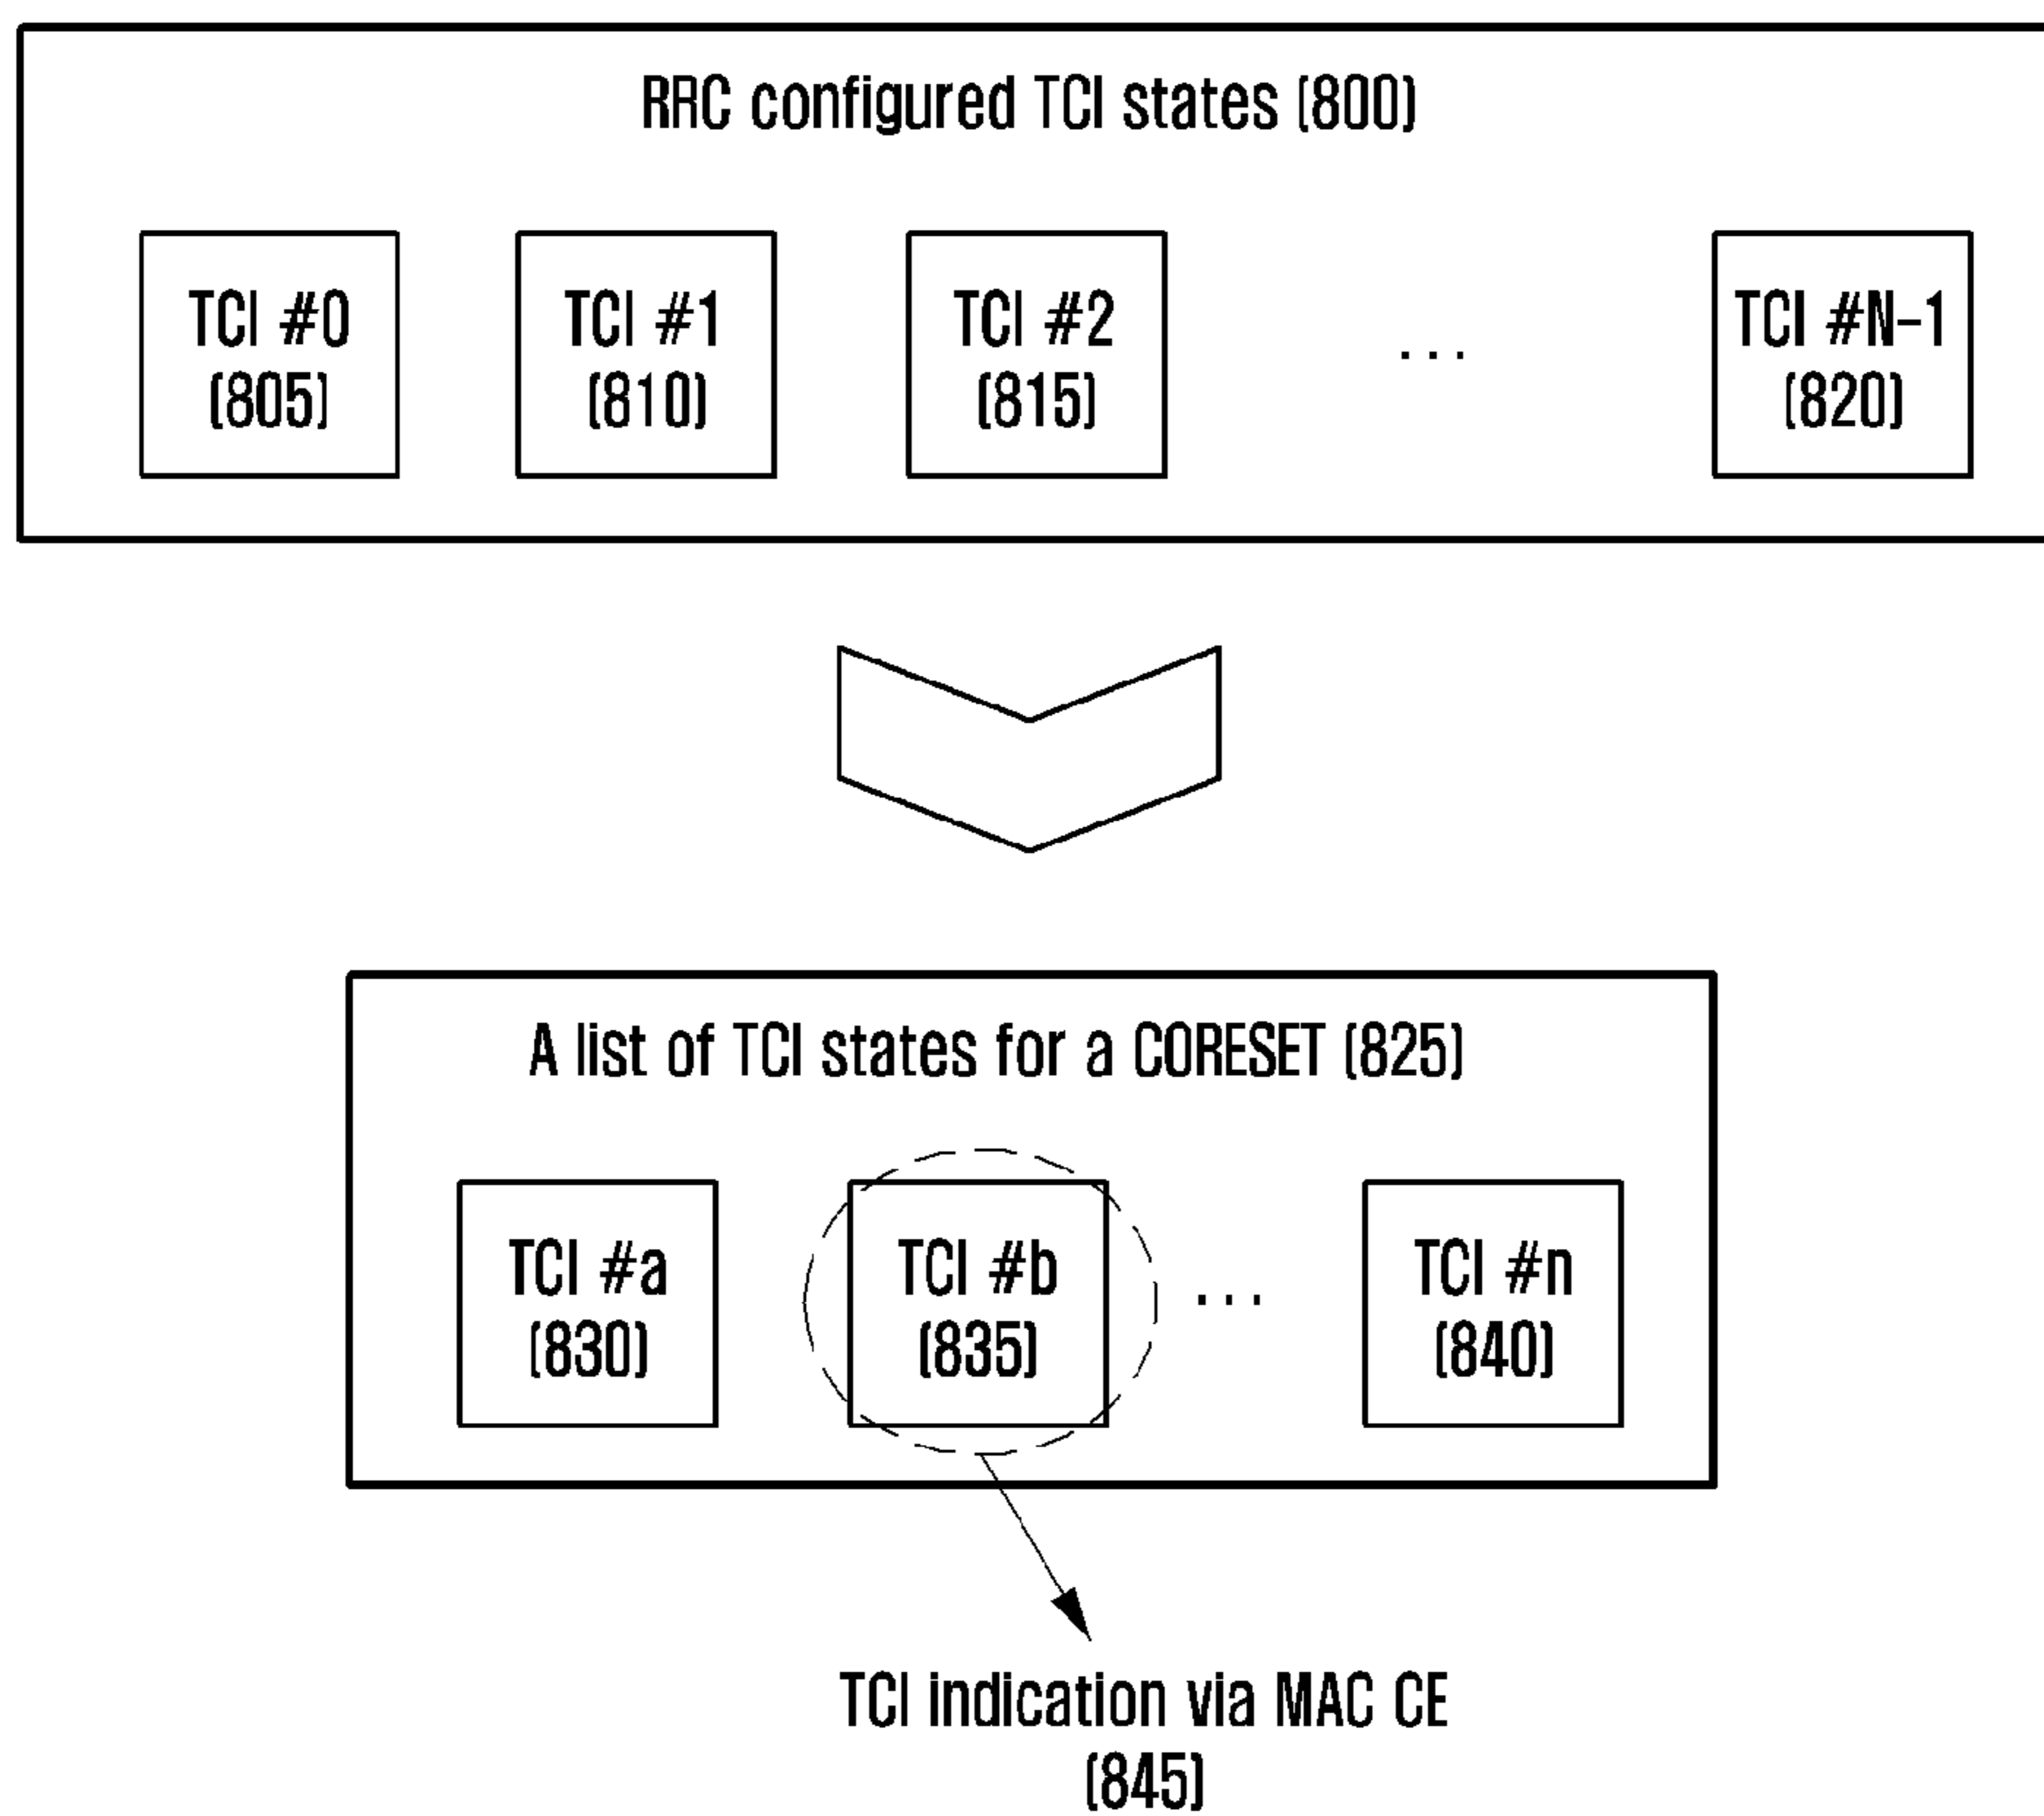 RRC configured TCI states (800)
TCI #0
(805)
TCI #1
(810)
TCI #2
(815)
...
TCI #N-1
(820)
A list of TCI states for a CORESET (825)
TCI #a
(830)
TCI #b
(835)
...
TCI #n
(840)
TCI indication via MAC CE
(845)